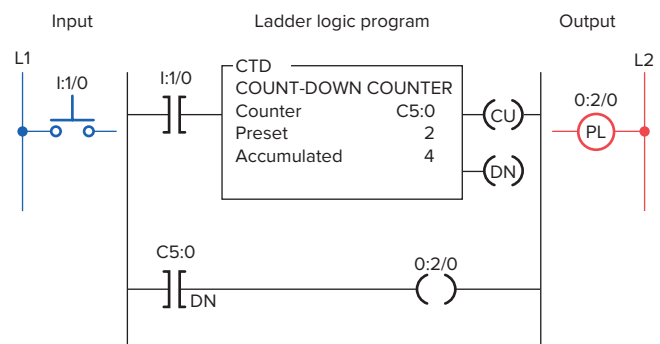 Input
Ladder logic program
Output
L1
L2
I:1/0
I:1/0
CTD
COUNT-DOWN COUNTER
Counter C5:0
Preset 2
Accumulated 4
CU
DN
0:2/0
PL
C5:0
DN
0:2/0